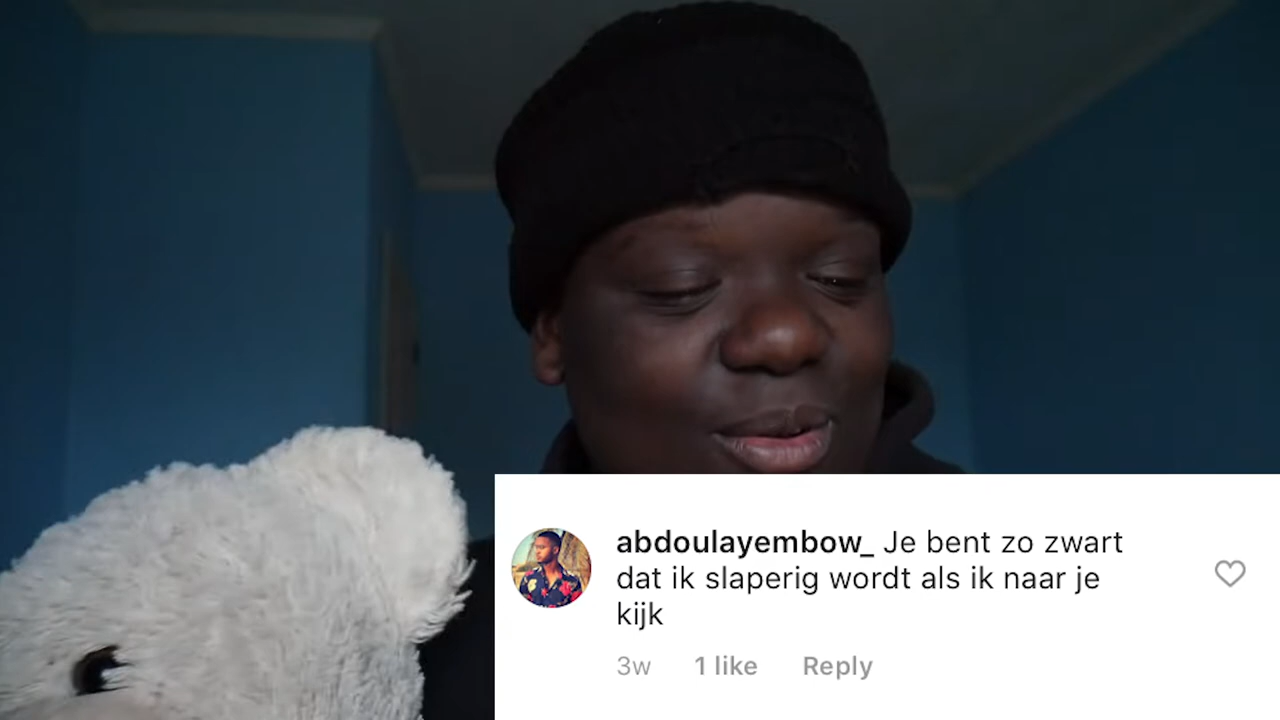 abdoulayembow_ Je bent zo zwart
dat ik slaperig wordt als ik naar je
kijk
3w 1 like Reply